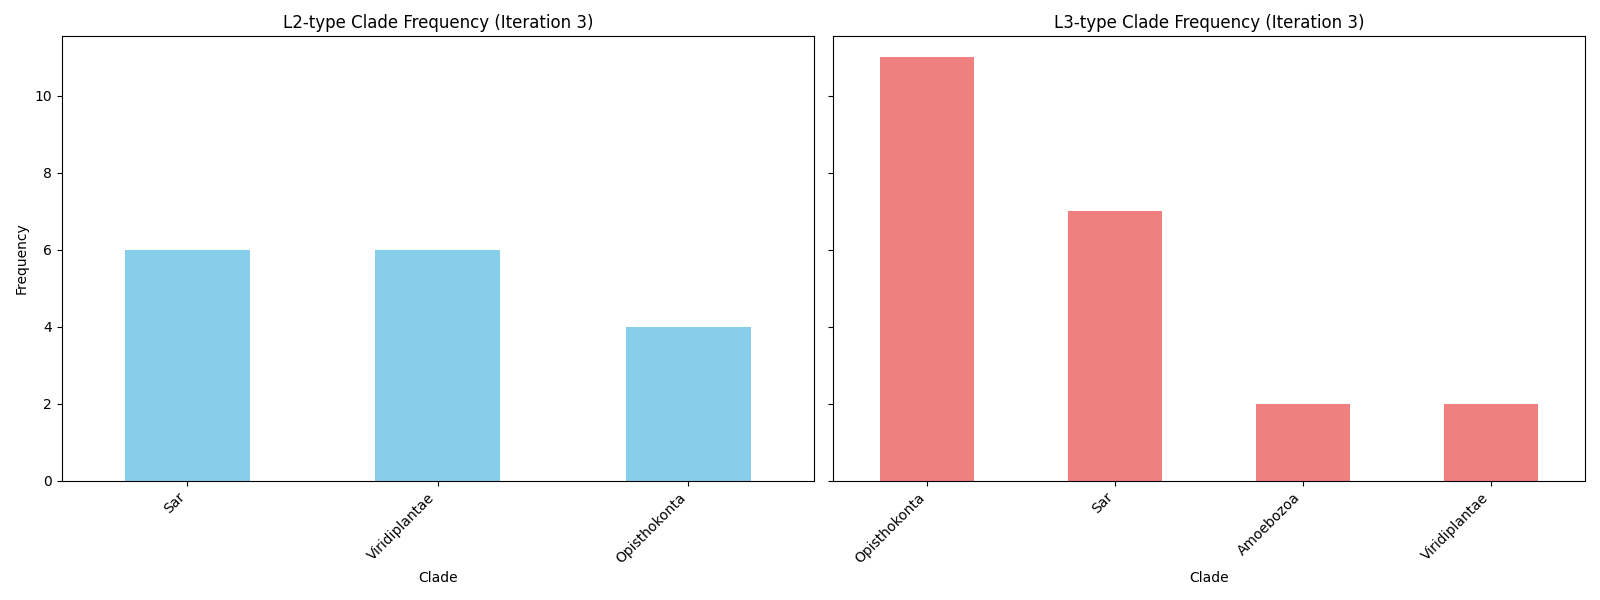 L2-type Clade Frequency (Iteration 3)
Frequency
10
8
6
4
2
0
Sar
Viridiplantae
Opisthokonta
Clade
L3-type Clade Frequency (Iteration 3)
Opisthokonta
Sar
Amoebozoa
Viridiplantae
Clade